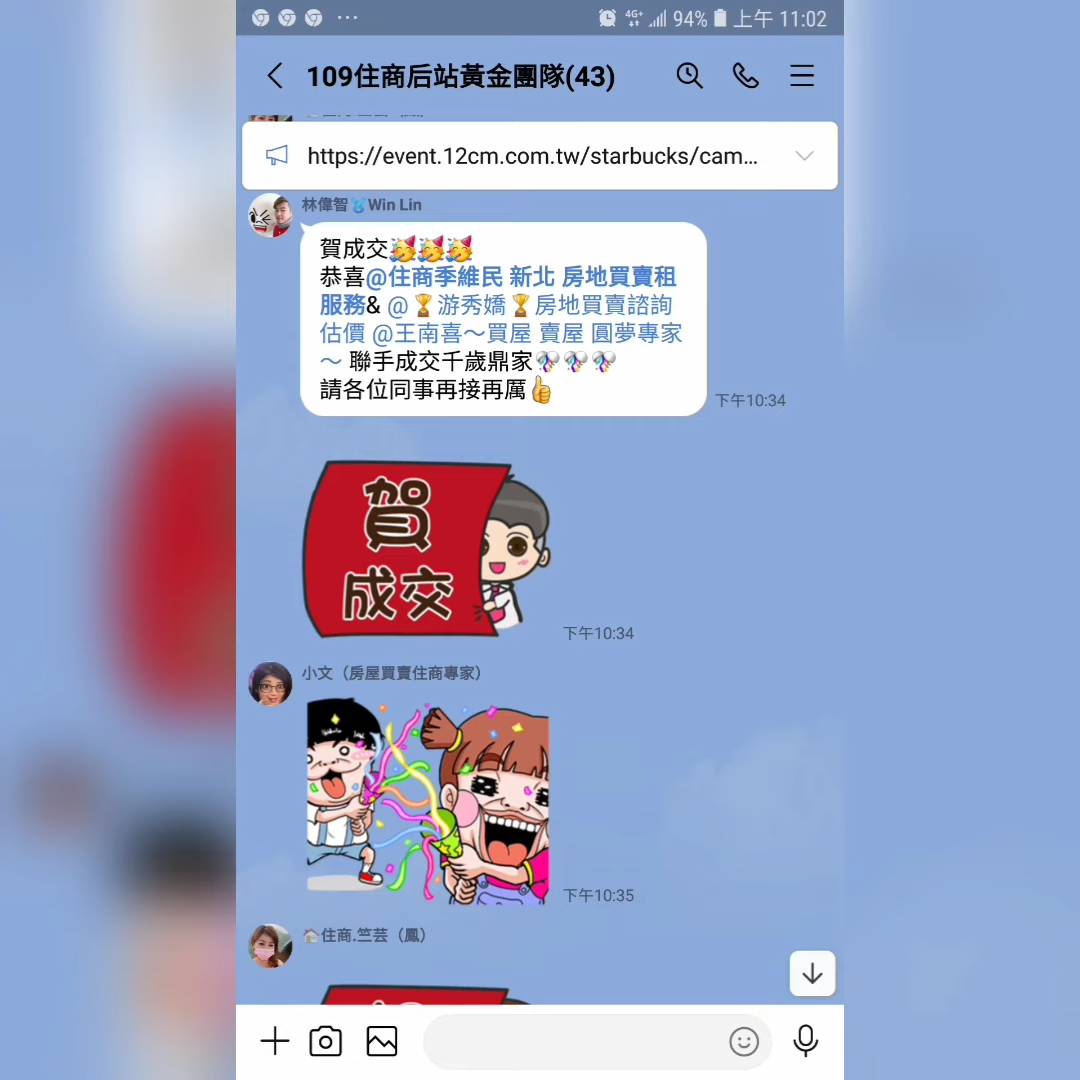 4G+ 94% 上午 11:02
109住商后站黃金團隊(43)
https://event.12cm.com.tw/starbucks/cam…
林偉智 Win Lin
賀成交🥳🥳🥳
恭喜@住商季維民 新北 房地買賣租
服務& @🏆游秀嬌🏆房地買賣諮詢
估價 @王南喜～買屋 賣屋 圓夢專家
～ 聯手成交千歲鼎家🎊🎊🎊
請各位同事再接再厲👍
下午10:34
賀
成交
下午10:34
小文（房屋買賣住商專家）
下午10:35
🏠住商.竺芸（鳳）